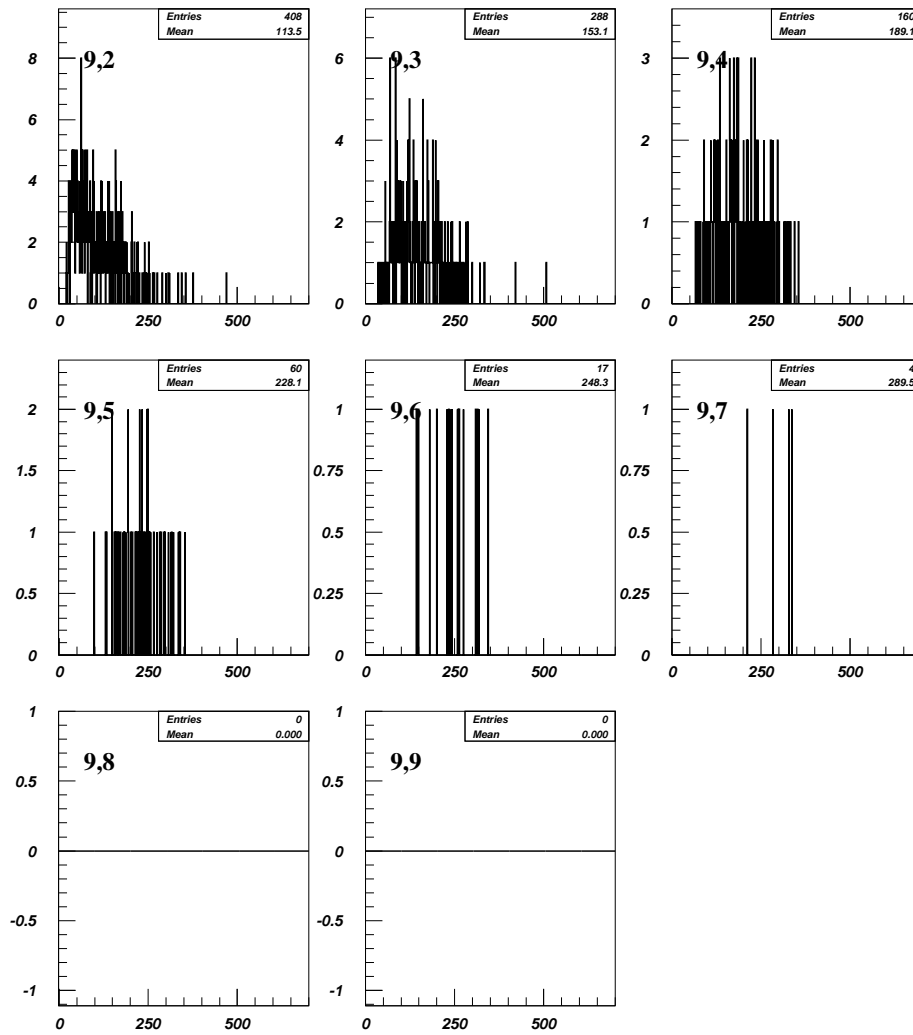 Entries 408
Mean 113.5
9,2
8
6
4
2
0
0 250 500
Entries 288
Mean 153.1
9,3
6
4
2
0
0 250 500
Entries 160
Mean 189.1
9,4
3
2
1
0
0 250 500
Entries 60
Mean 228.1
9,5
2
1.5
1
0.5
0
0 250 500
Entries 17
Mean 248.3
9,6
1
0.75
0.5
0.25
0
0 250 500
Entries 4
Mean 289.5
9,7
1
0.75
0.5
0.25
0
0 250 500
Entries 0
Mean 0.000
9,8
1
0.5
0
-0.5
-1
0 250 500
Entries 0
Mean 0.000
9,9
1
0.5
0
-0.5
-1
0 250 500